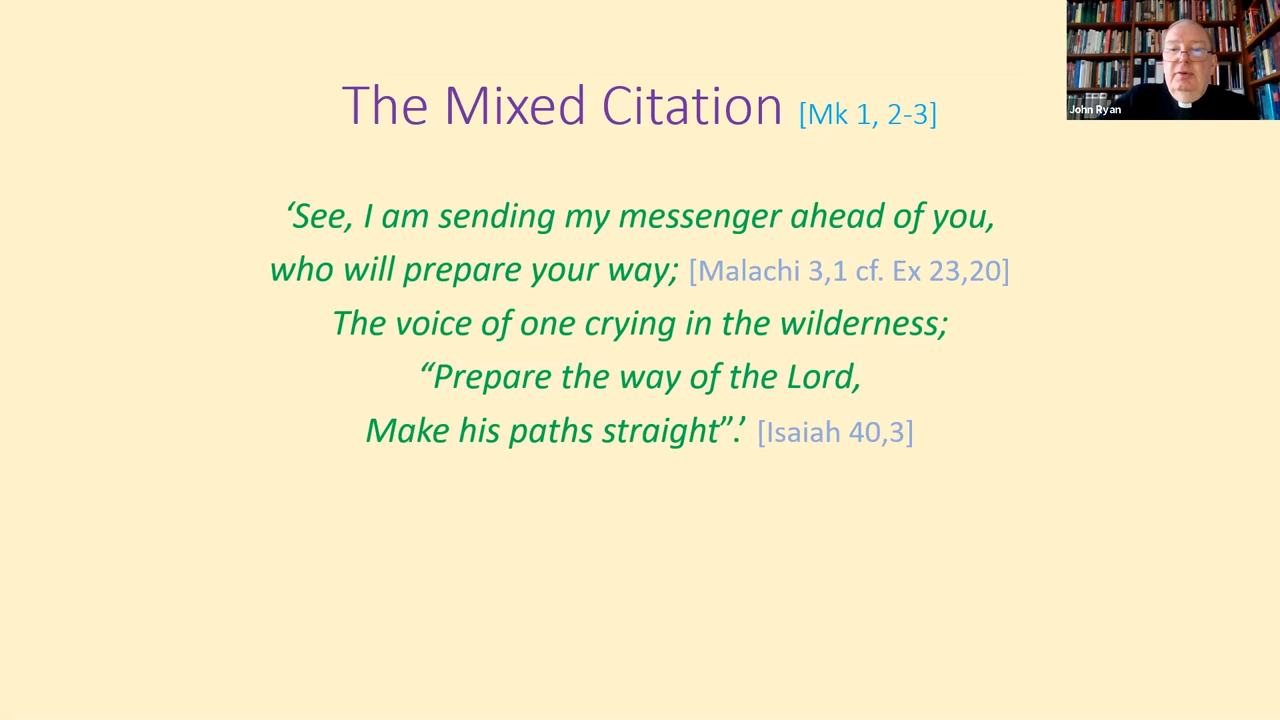 The Mixed Citation [Mk 1, 2-3]
John Ryan
‘See, I am sending my messenger ahead of you,
who will prepare your way; [Malachi 3,1 cf. Ex 23,20]
The voice of one crying in the wilderness;
“Prepare the way of the Lord,
Make his paths straight”.’ [Isaiah 40,3]